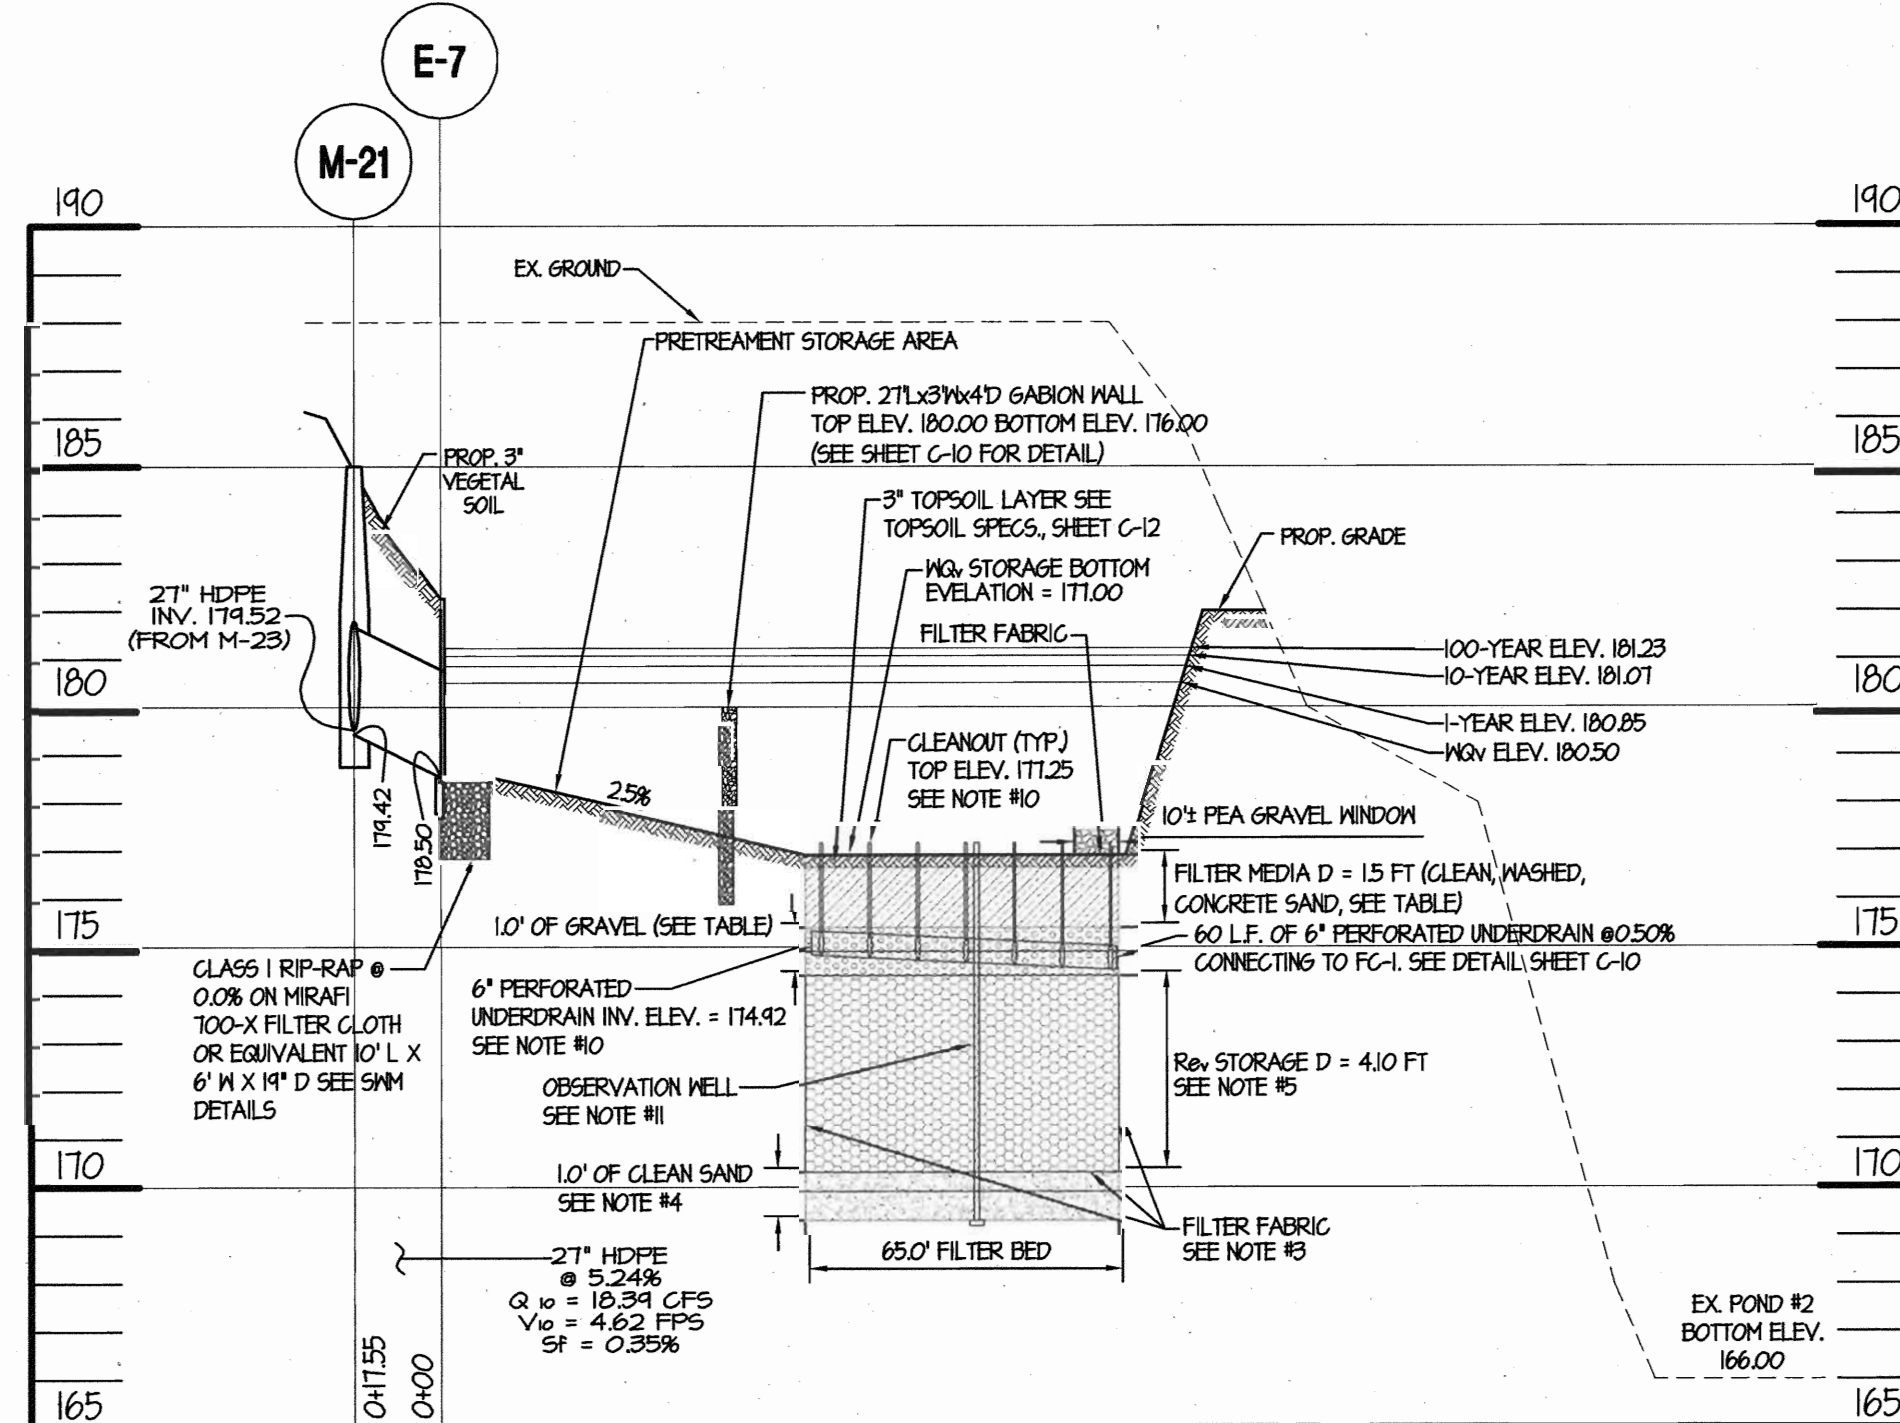 E-7
M-21
190
190
EX. GROUND
PRETREAMENT STORAGE AREA
PROP. 27'Lx3'Wx4'D GABION WALL
TOP ELEV. 180.00 BOTTOM ELEV. 176.00
(SEE SHEET C-10 FOR DETAIL)
185
185
PROP. 3"
VEGETAL
SOIL
3" TOPSOIL LAYER SEE
TOPSOIL SPECS., SHEET C-12
PROP. GRADE
WQv STORAGE BOTTOM
EVELATION = 177.00
27" HDPE
INV. 179.52
(FROM M-23)
FILTER FABRIC
100-YEAR ELEV. 181.23
10-YEAR ELEV. 181.07
180
180
1-YEAR ELEV. 180.85
WQv ELEV. 180.50
CLEANOUT (TYP.)
TOP ELEV. 177.25
SEE NOTE #10
2.5%
179.42
178.50
10'± PEA GRAVEL WINDOW
FILTER MEDIA D = 1.5 FT (CLEAN, WASHED,
CONCRETE SAND, SEE TABLE)
175
175
1.0' OF GRAVEL (SEE TABLE)
60 L.F. OF 6" PERFORATED UNDERDRAIN @0.50%
CONNECTING TO FC-1. SEE DETAIL SHEET C-10
CLASS 1 RIP-RAP @
0.0% ON MIRAFI
700-X FILTER CLOTH
OR EQUIVALENT 10' L X
6' W X 19" D SEE SWM
DETAILS
6" PERFORATED
UNDERDRAIN INV. ELEV. = 174.92
SEE NOTE #10
OBSERVATION WELL
SEE NOTE #11
Rev STORAGE D = 4.10 FT
SEE NOTE #5
170
170
1.0' OF CLEAN SAND
SEE NOTE #4
FILTER FABRIC
SEE NOTE #3
65.0' FILTER BED
27" HDPE
@ 5.24%
Q10 = 18.39 CFS
V10 = 4.62 FPS
Sf = 0.35%
EX. POND #2
BOTTOM ELEV.
166.00
0+17.55
0+00
165
165